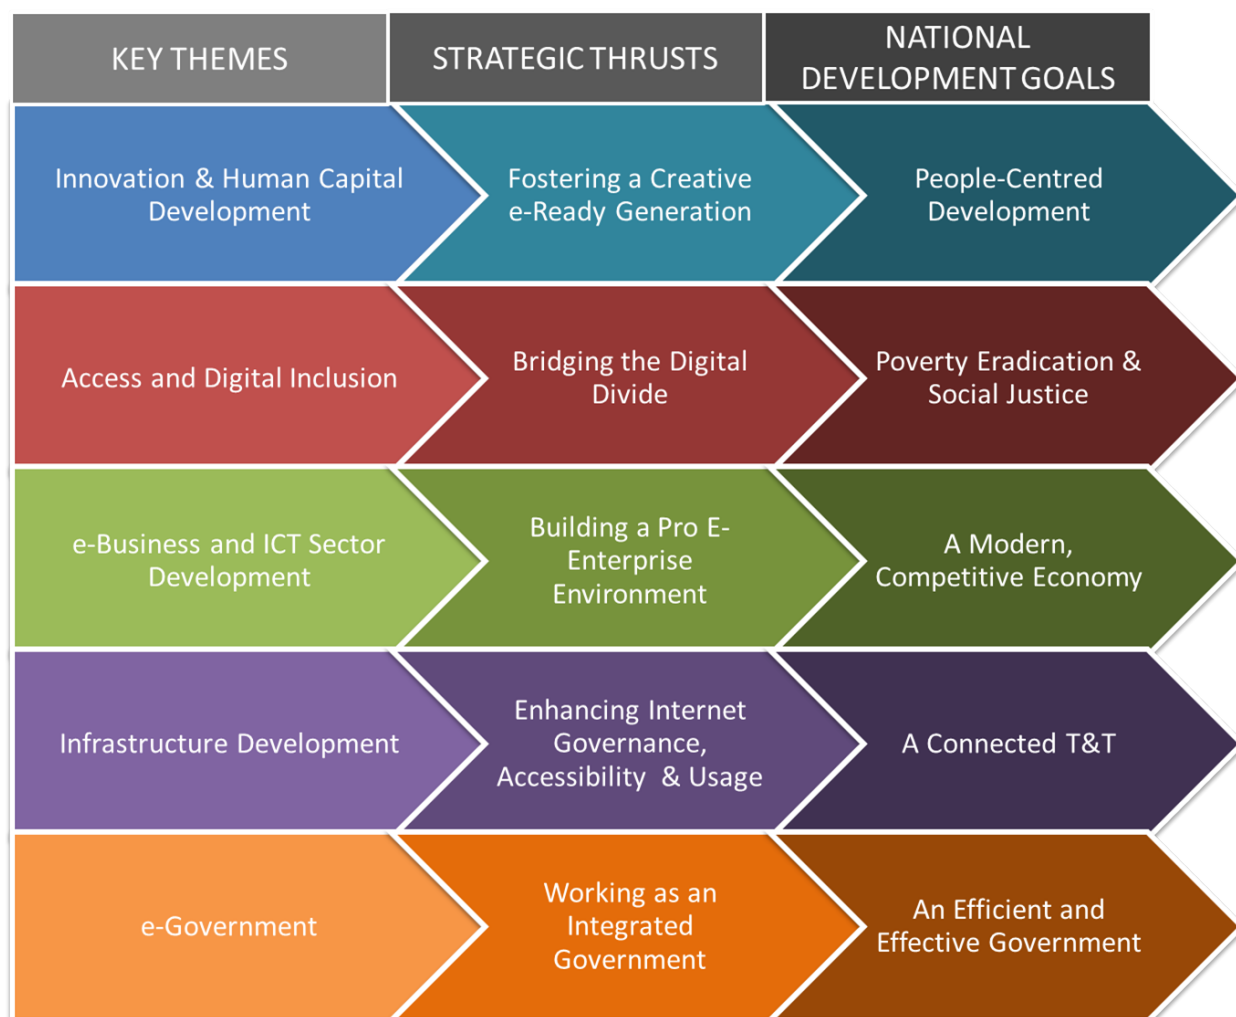 KEY THEMES
STRATEGIC THRUSTS
NATIONAL
DEVELOPMENT GOALS
Innovation & Human Capital
Development
Fostering a Creative
e-Ready Generation
People-Centred
Development
Access and Digital Inclusion
Bridging the Digital
Divide
Poverty Eradication &
Social Justice
e-Business and ICT Sector
Development
Building a Pro E-
Enterprise
Environment
A Modern,
Competitive Economy
Infrastructure Development
Enhancing Internet
Governance,
Accessibility & Usage
A Connected T&T
e-Government
Working as an
Integrated
Government
An Efficient and
Effective Government